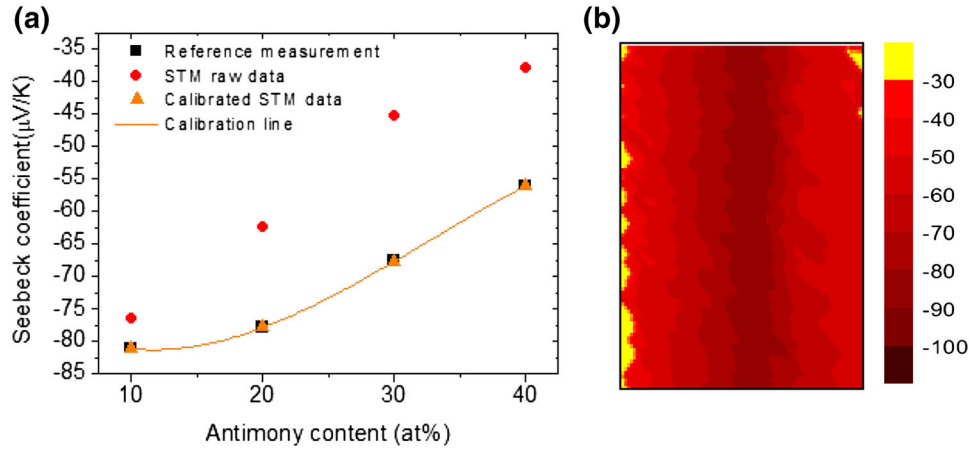 (a)
-35
-40
-45
-50
-55
-60
-65
-70
-75
-80
-85
Seebeck coefficient(μV/K)
Reference measurement
STM raw data
Calibrated STM data
Calibration line
10 20 30 40
Antimony content (at%)
(b)
-30
-40
-50
-60
-70
-80
-90
-100